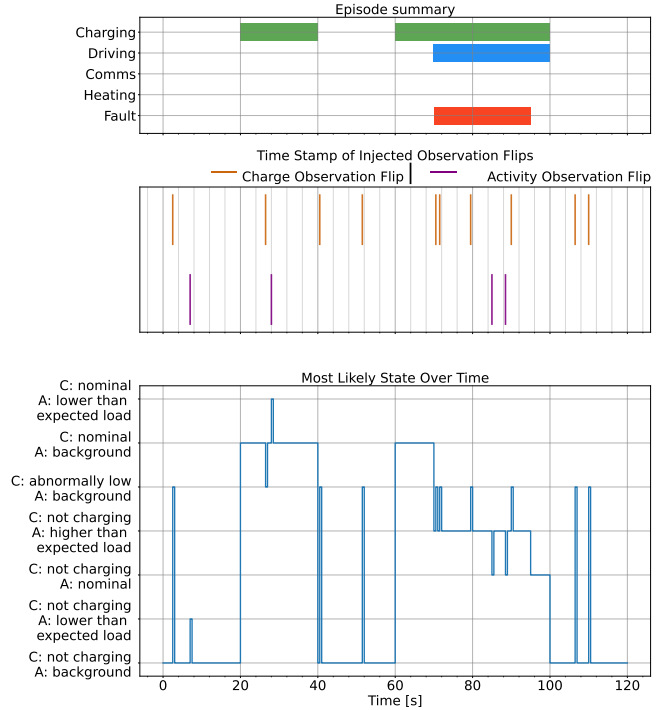 Episode summary
Charging
Driving
Comms
Heating
Fault
Time Stamp of Injected Observation Flips
Charge Observation Flip
Activity Observation Flip
Most Likely State Over Time
C: nominal
A: lower than
expected load
C: nominal
A: background
C: abnormally low
A: background
C: not charging
A: higher than
expected load
C: not charging
A: nominal
C: not charging
A: lower than
expected load
C: not charging
A: background
0 20 40 60 80 100 120
Time [s]